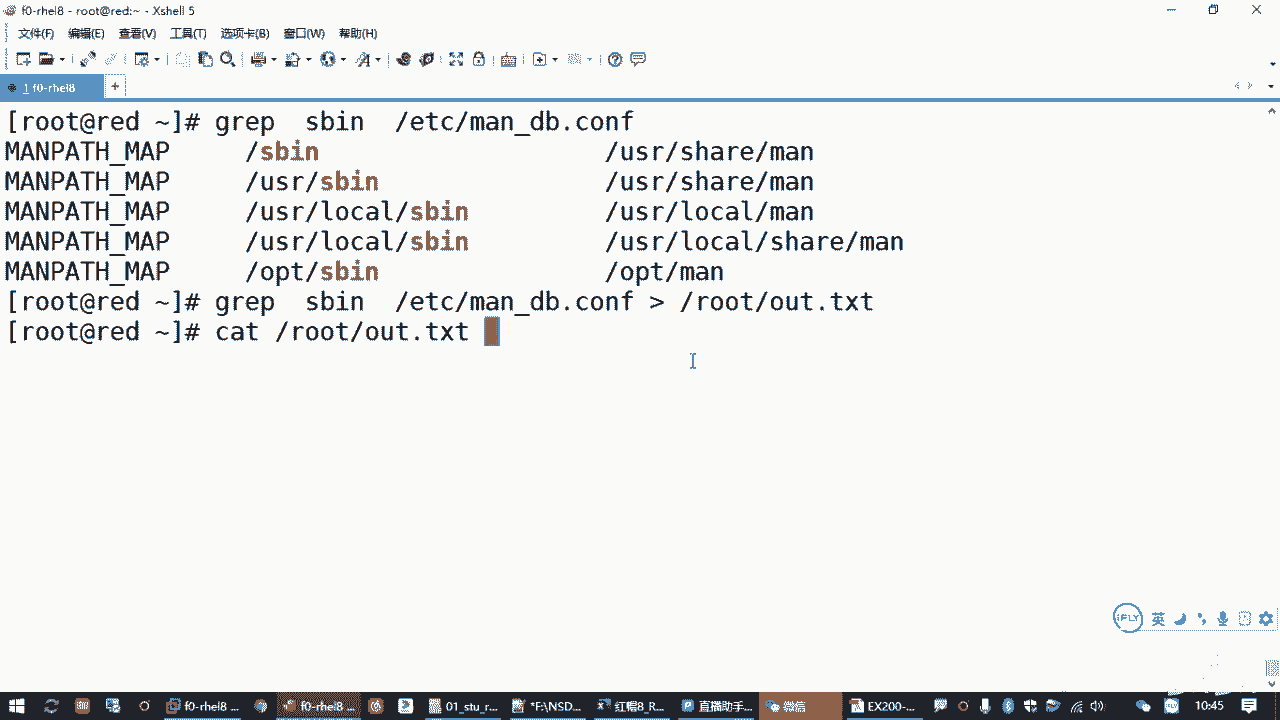 f0-rhel8 - root@red:~ - Xshell 5
文件(F) 编辑(E) 查看(V) 工具(T) 选项卡(B) 窗口(W) 帮助(H)
1 f0-rhel8
[root@red ~]# grep  sbin  /etc/man_db.conf
MANPATH_MAP     /sbin                   /usr/share/man
MANPATH_MAP     /usr/sbin               /usr/share/man
MANPATH_MAP     /usr/local/sbin         /usr/local/man
MANPATH_MAP     /usr/local/sbin         /usr/local/share/man
MANPATH_MAP     /opt/sbin               /opt/man
[root@red ~]# grep  sbin  /etc/man_db.conf > /root/out.txt
[root@red ~]# cat /root/out.txt
iFLY 英
f0-rhel8 ... f0-rhel8 ... 01_stu_r... *F:\NSD... 红帽8_R... 直播助手... 微信 EX200-... 10:45